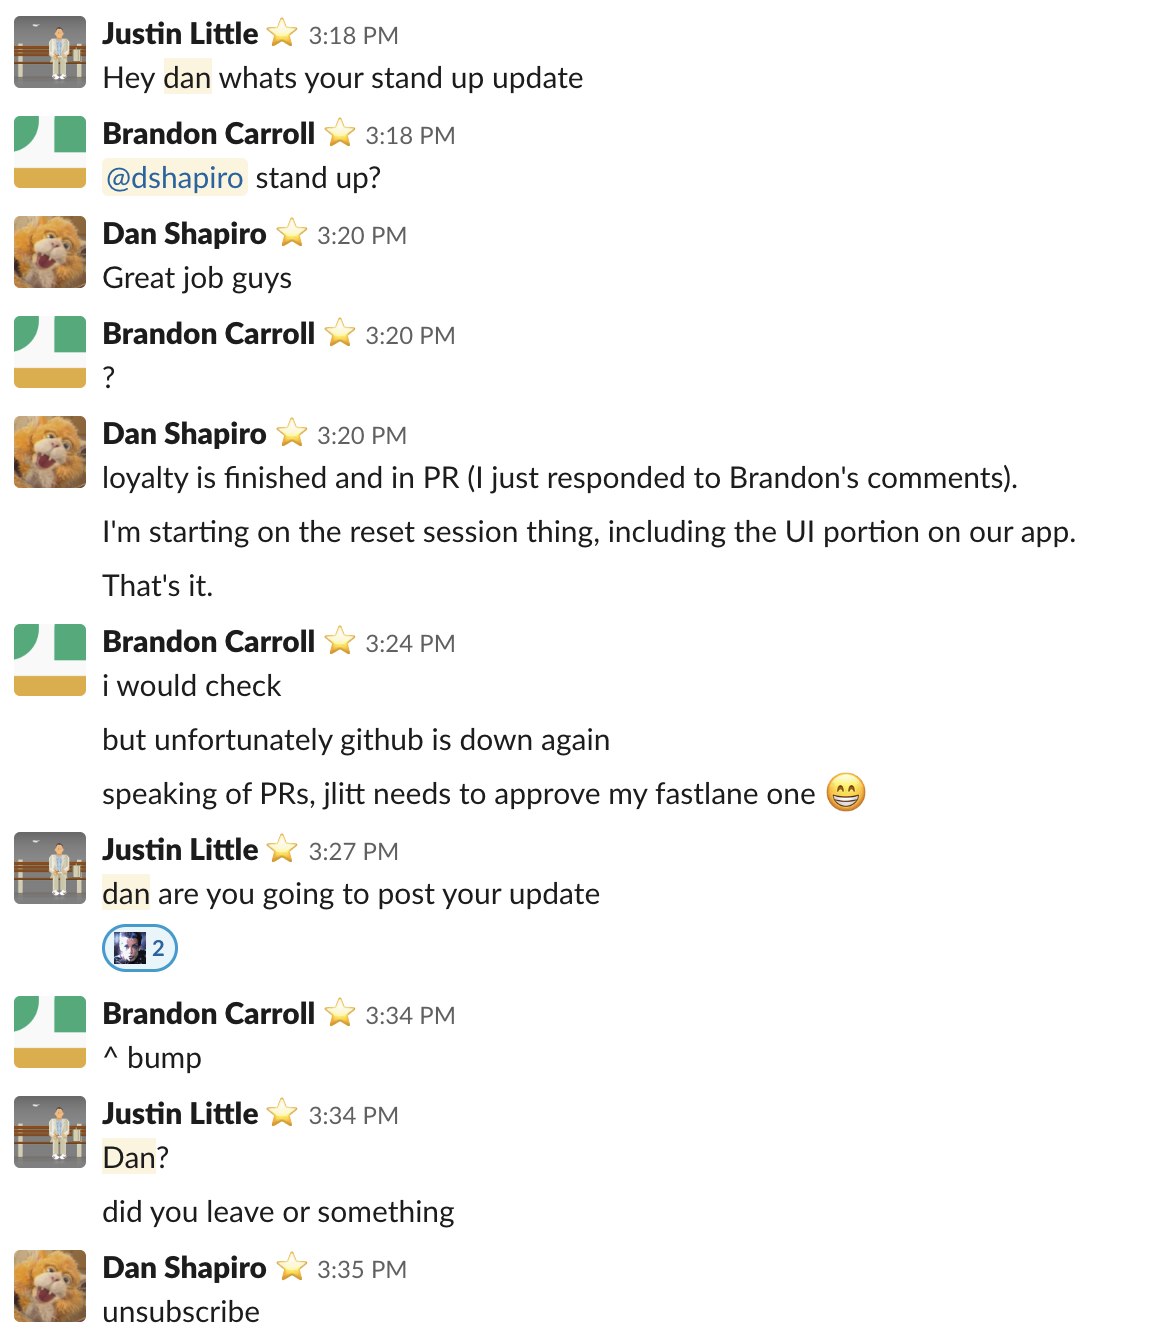 Justin Little 3:18 PM
Hey dan whats your stand up update
Brandon Carroll 3:18 PM
@dshapiro stand up?
Dan Shapiro 3:20 PM
Great job guys
Brandon Carroll 3:20 PM
?
Dan Shapiro 3:20 PM
loyalty is finished and in PR (I just responded to Brandon's comments).
I'm starting on the reset session thing, including the UI portion on our app.
That's it.
Brandon Carroll 3:24 PM
i would check
but unfortunately github is down again
speaking of PRs, jlitt needs to approve my fastlane one 😁
Justin Little 3:27 PM
dan are you going to post your update
2
Brandon Carroll 3:34 PM
^ bump
Justin Little 3:34 PM
Dan?
did you leave or something
Dan Shapiro 3:35 PM
unsubscribe